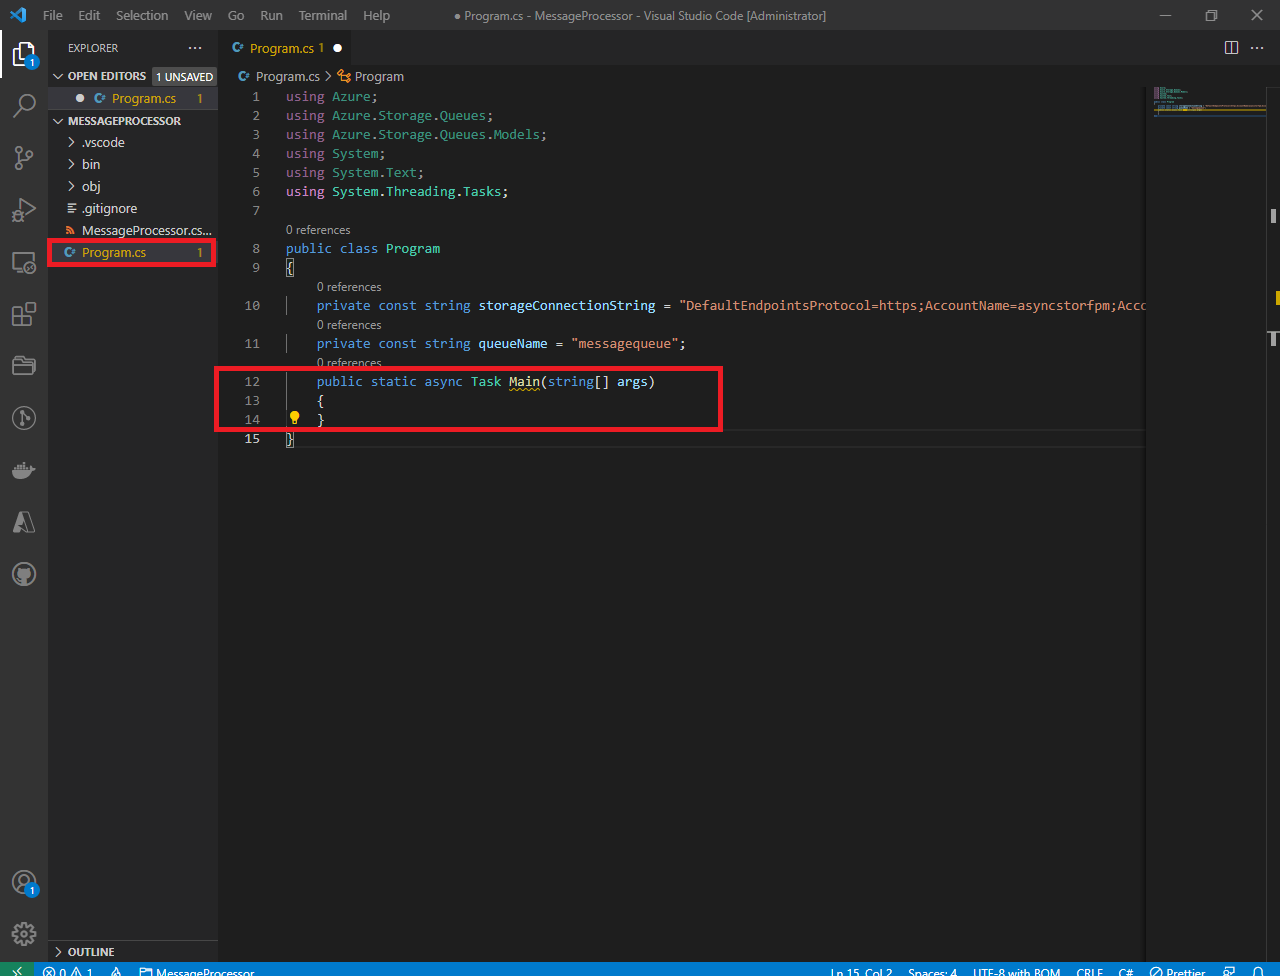 File Edit Selection View Go Run Terminal Help
● Program.cs - MessageProcessor - Visual Studio Code [Administrator]
EXPLORER
OPEN EDITORS 1 UNSAVED
Program.cs 1
MESSAGEPROCESSOR
.vscode
bin
obj
.gitignore
MessageProcessor.cs...
Program.cs 1
OUTLINE
1
1
Program.cs 1
Program.cs > Program
1 using Azure;
2 using Azure.Storage.Queues;
3 using Azure.Storage.Queues.Models;
4 using System;
5 using System.Text;
6 using System.Threading.Tasks;
7
0 references
8 public class Program
9 {
0 references
10 private const string storageConnectionString = "DefaultEndpointsProtocol=https;AccountName=asyncstorfpm;Acco
0 references
11 private const string queueName = "messagequeue";
0 references
12 public static async Task Main(string[] args)
13 {
14 }
15 }
0 1 MessageProcessor Ln 15, Col 2 Spaces: 4 UTF-8 with BOM CRLF C# Prettier